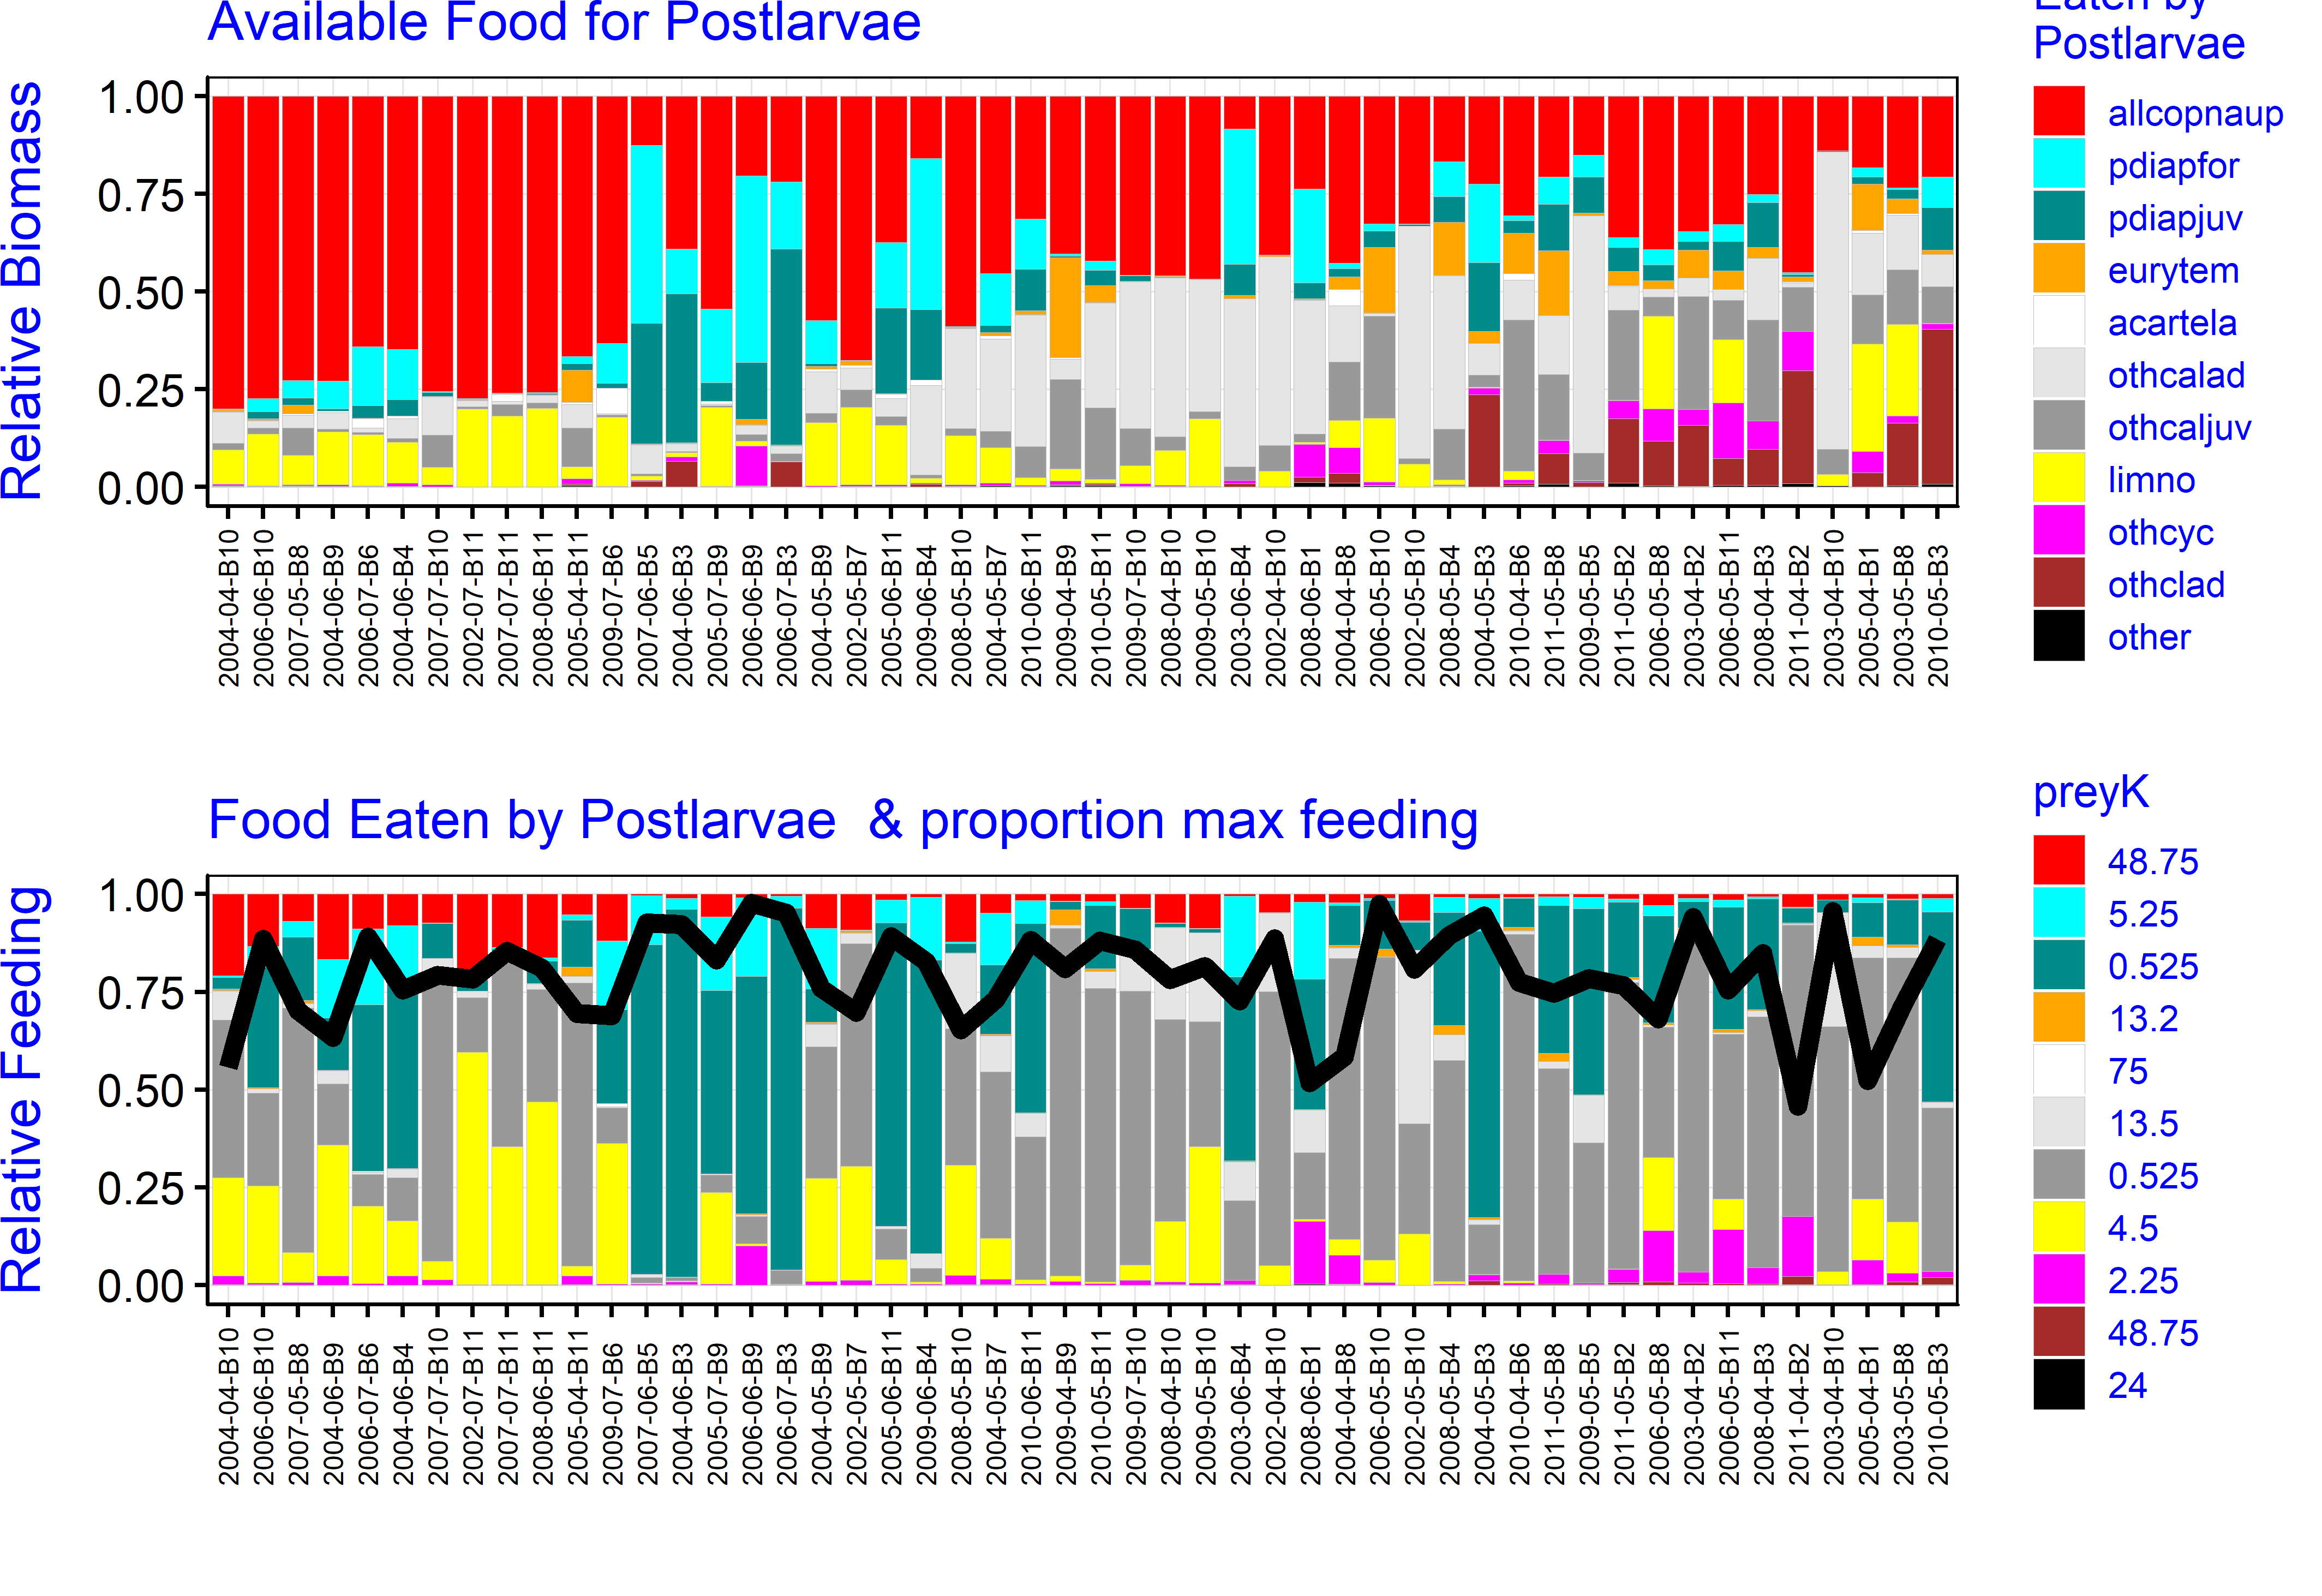 Available Food for Postlarvae
Eaten by
Postlarvae
Relative Biomass
1.00
0.75
0.50
0.25
0.00
allcopnaup
pdiapfor
pdiapjuv
eurytem
acartela
othcalad
othcaljuv
limno
othcyc
othclad
other
2004-04-B10
2006-06-B10
2007-05-B8
2004-06-B9
2006-07-B6
2004-06-B4
2007-07-B10
2002-07-B11
2007-07-B11
2008-06-B11
2005-04-B11
2009-07-B6
2007-06-B5
2004-06-B3
2005-07-B9
2006-06-B9
2006-07-B3
2004-05-B9
2002-05-B7
2005-06-B11
2009-06-B4
2008-05-B10
2004-05-B7
2010-06-B11
2009-04-B9
2010-05-B11
2009-07-B10
2008-04-B10
2009-05-B10
2003-06-B4
2002-04-B10
2008-06-B1
2004-04-B8
2006-05-B10
2002-05-B10
2008-05-B4
2004-05-B3
2010-04-B6
2011-05-B8
2009-05-B5
2011-05-B2
2006-05-B8
2003-04-B2
2006-05-B11
2008-04-B3
2011-04-B2
2003-04-B10
2005-04-B1
2003-05-B8
2010-05-B3
Food Eaten by Postlarvae & proportion max feeding
Relative Feeding
1.00
0.75
0.50
0.25
0.00
preyK
48.75
5.25
0.525
13.2
75
13.5
0.525
4.5
2.25
48.75
24
2004-04-B10
2006-06-B10
2007-05-B8
2004-06-B9
2006-07-B6
2004-06-B4
2007-07-B10
2002-07-B11
2007-07-B11
2008-06-B11
2005-04-B11
2009-07-B6
2007-06-B5
2004-06-B3
2005-07-B9
2006-06-B9
2006-07-B3
2004-05-B9
2002-05-B7
2005-06-B11
2009-06-B4
2008-05-B10
2004-05-B7
2010-06-B11
2009-04-B9
2010-05-B11
2009-07-B10
2008-04-B10
2009-05-B10
2003-06-B4
2002-04-B10
2008-06-B1
2004-04-B8
2006-05-B10
2002-05-B10
2008-05-B4
2004-05-B3
2010-04-B6
2011-05-B8
2009-05-B5
2011-05-B2
2006-05-B8
2003-04-B2
2006-05-B11
2008-04-B3
2011-04-B2
2003-04-B10
2005-04-B1
2003-05-B8
2010-05-B3